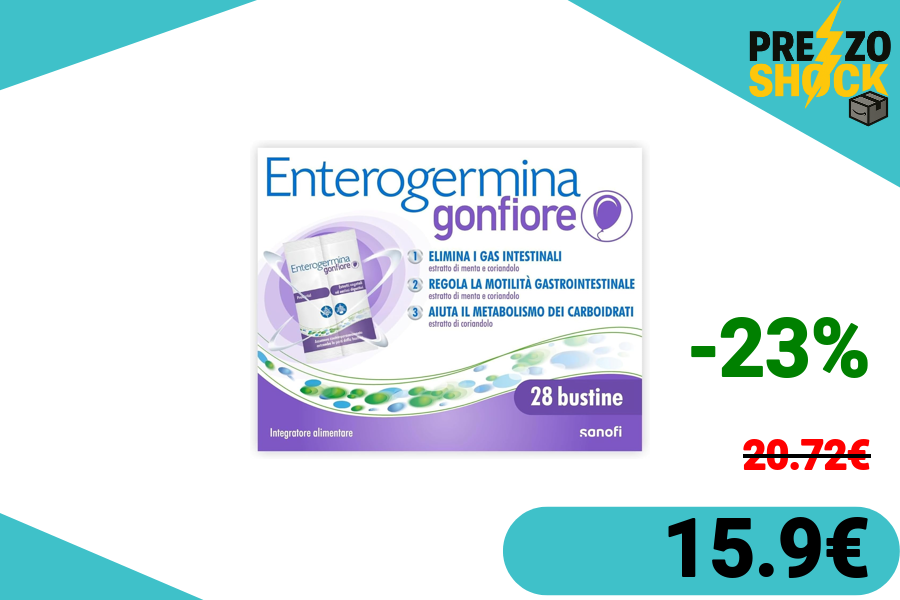 PREZZO
SHOCK
Enterogermina
gonfiore
1 ELIMINA I GAS INTESTINALI
estratto di menta e coriandolo
2 REGOLA LA MOTILITÀ GASTROINTESTINALE
estratto di menta e coriandolo
3 AIUTA IL METABOLISMO DEI CARBOIDRATI
estratto di coriandolo
Enterogermina
gonfiore
28 bustine
Integratore alimentare
sanofi
-23%
20.72€
15.9€